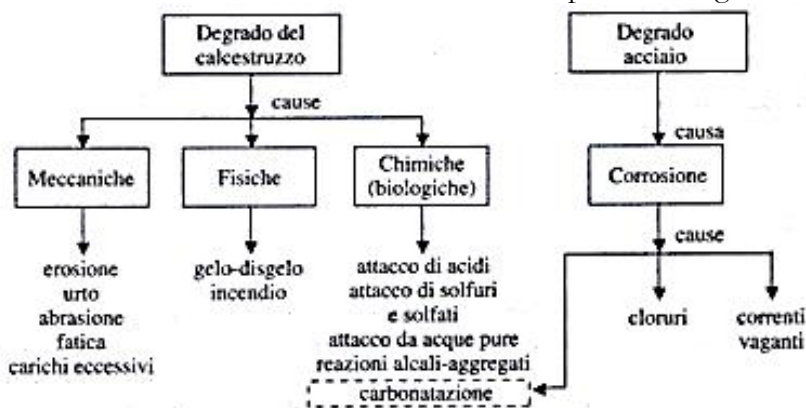 Degrado del
calcestruzzo
Degrado
acciaio
cause
causa
Meccaniche
Fisiche
Chimiche
(biologiche)
Corrosione
cause
erosione
urto
abrasione
fatica
carichi eccessivi
gelo-disgelo
incendio
attacco di acidi
attacco di solfuri
e solfati
attacco da acque pure
reazioni alcali-aggregati
carbonatazione
cloruri
correnti
vaganti